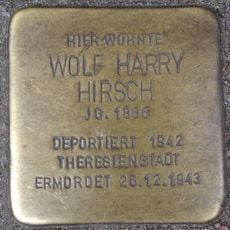 HIER WOHNTE
WOLF HARRY
HIRSCH
JG. 1886
DEPORTIERT 1942
THERESIENSTADT
ERMORDET 26.12.1943